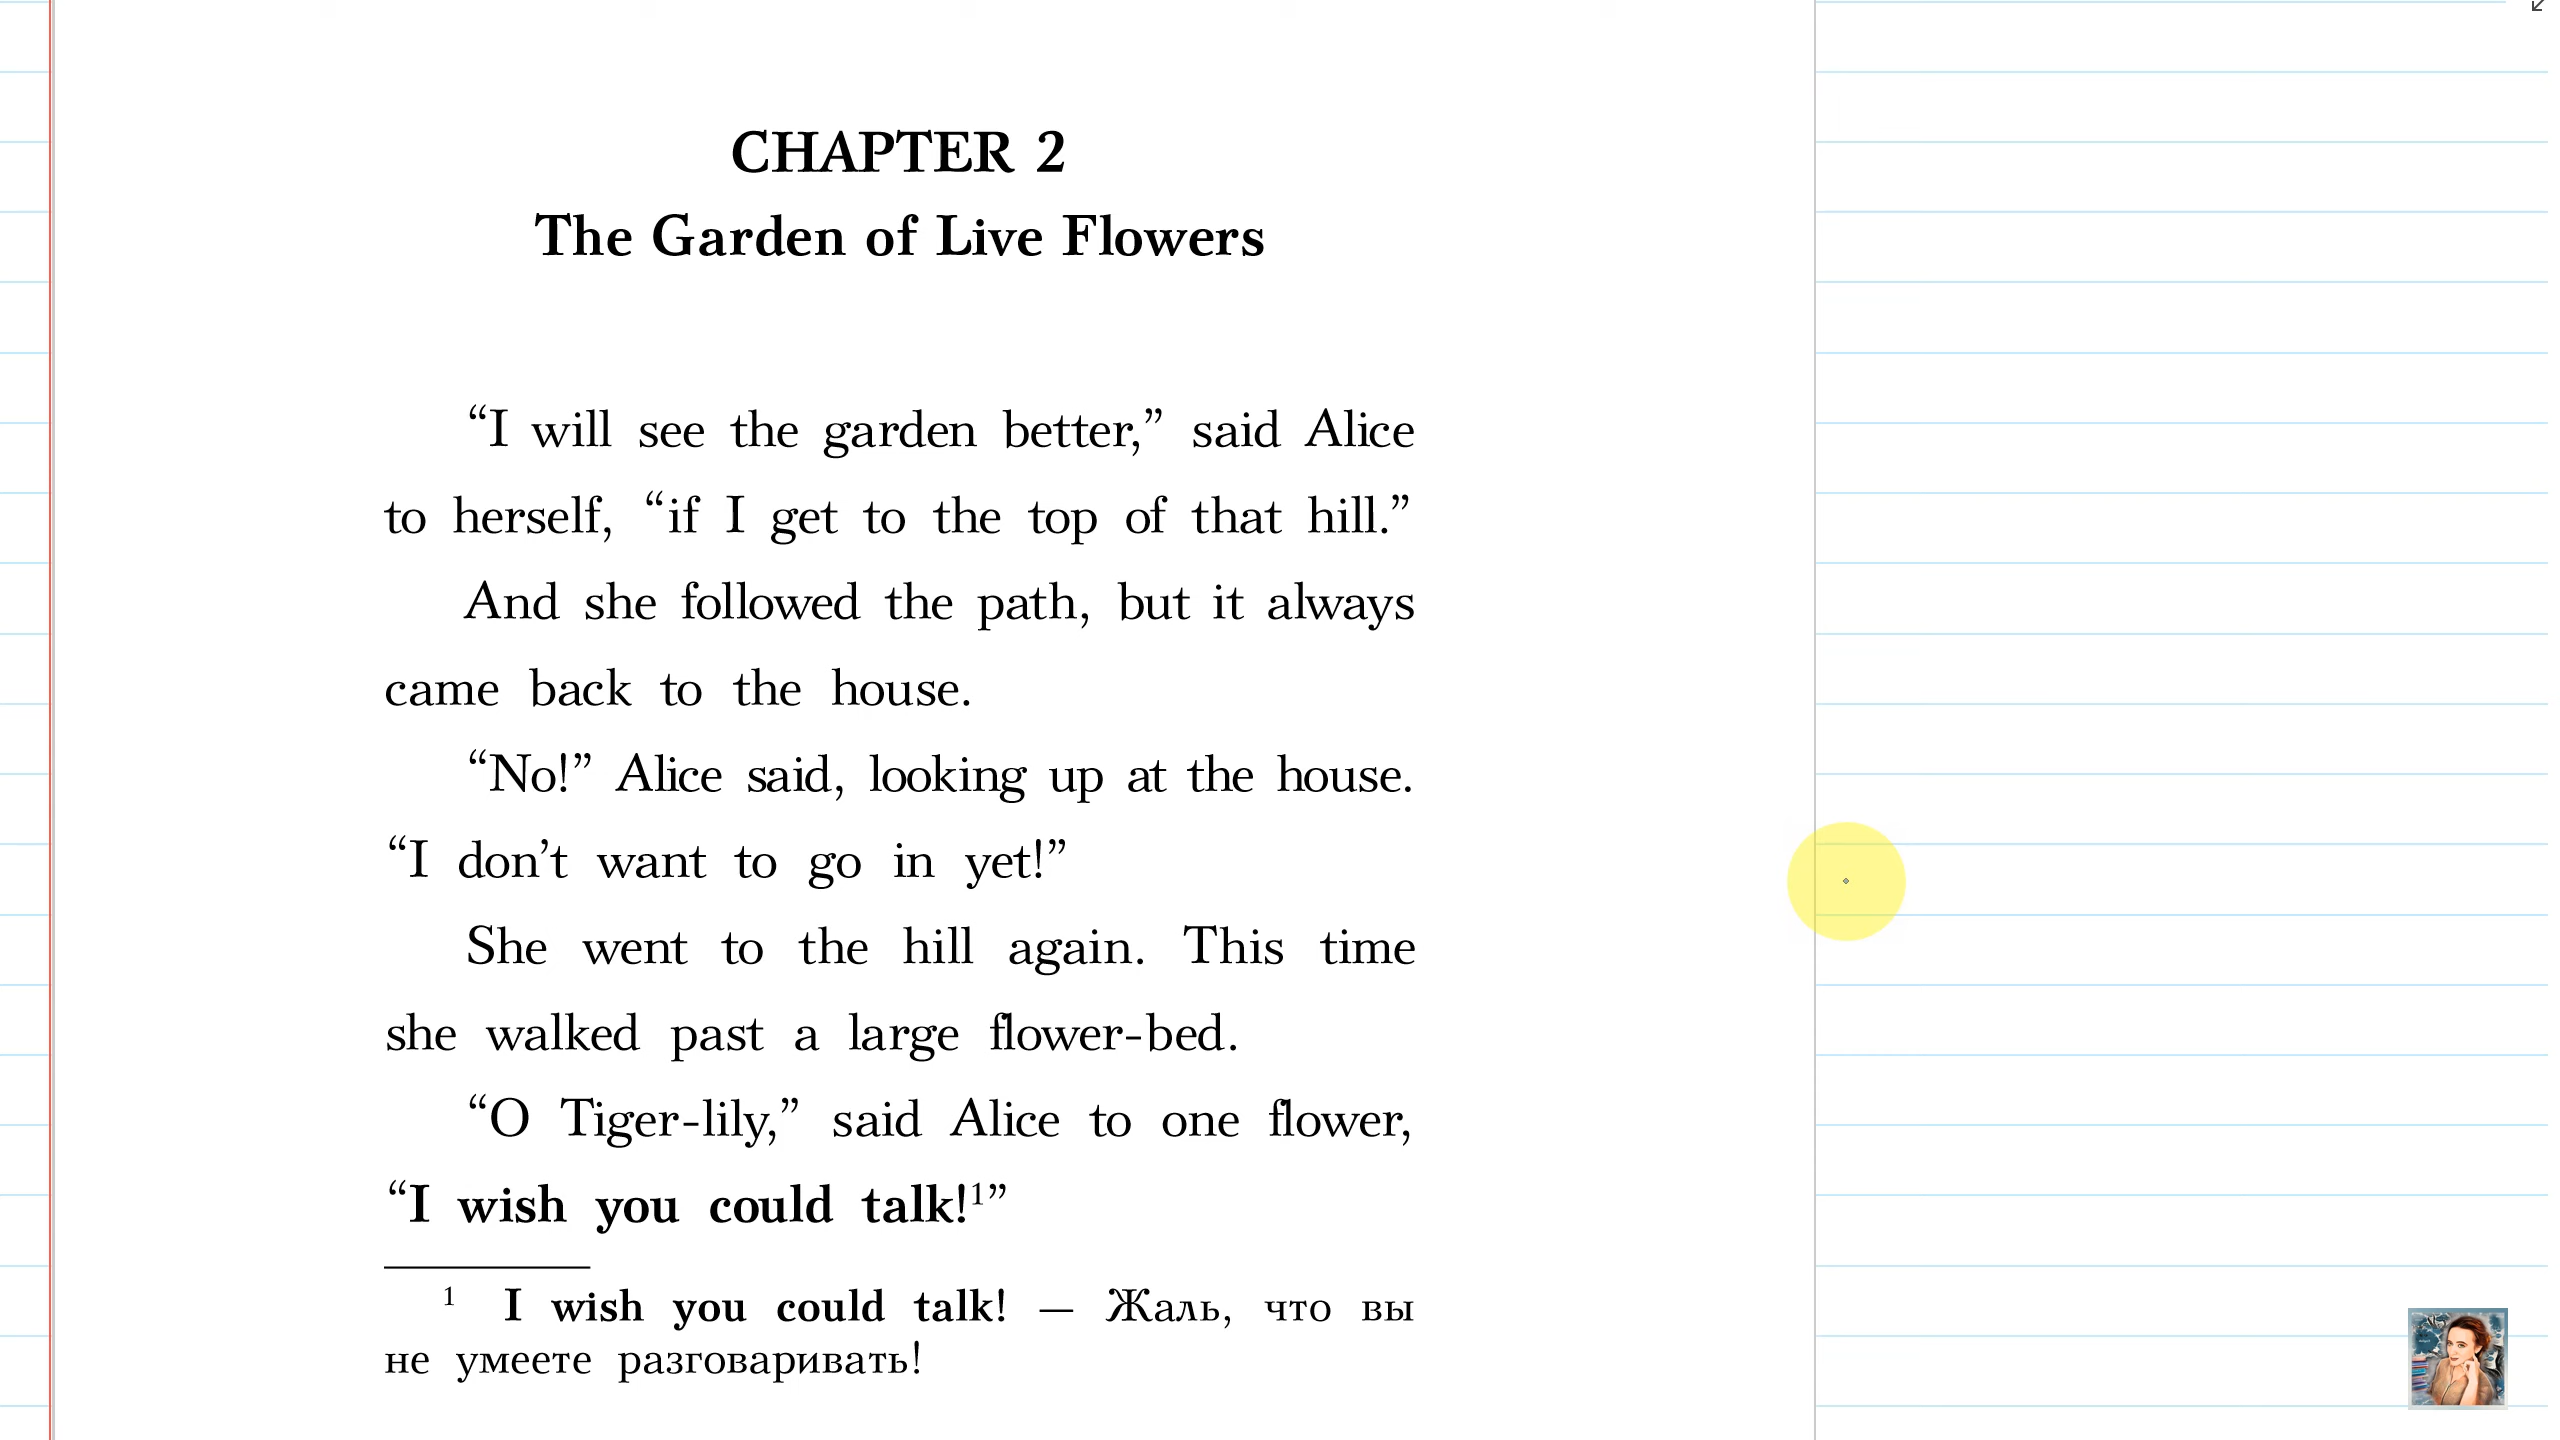 CHAPTER 2
The Garden of Live Flowers
“I will see the garden better,” said Alice
to herself, “if I get to the top of that hill.”
And she followed the path, but it always
came back to the house.
“No!” Alice said, looking up at the house.
“I don’t want to go in yet!”
She went to the hill again. This time
she walked past a large flower-bed.
“O Tiger-lily,” said Alice to one flower,
“I wish you could talk!¹”
¹ I wish you could talk! — Жаль, что вы
не умеете разговаривать!